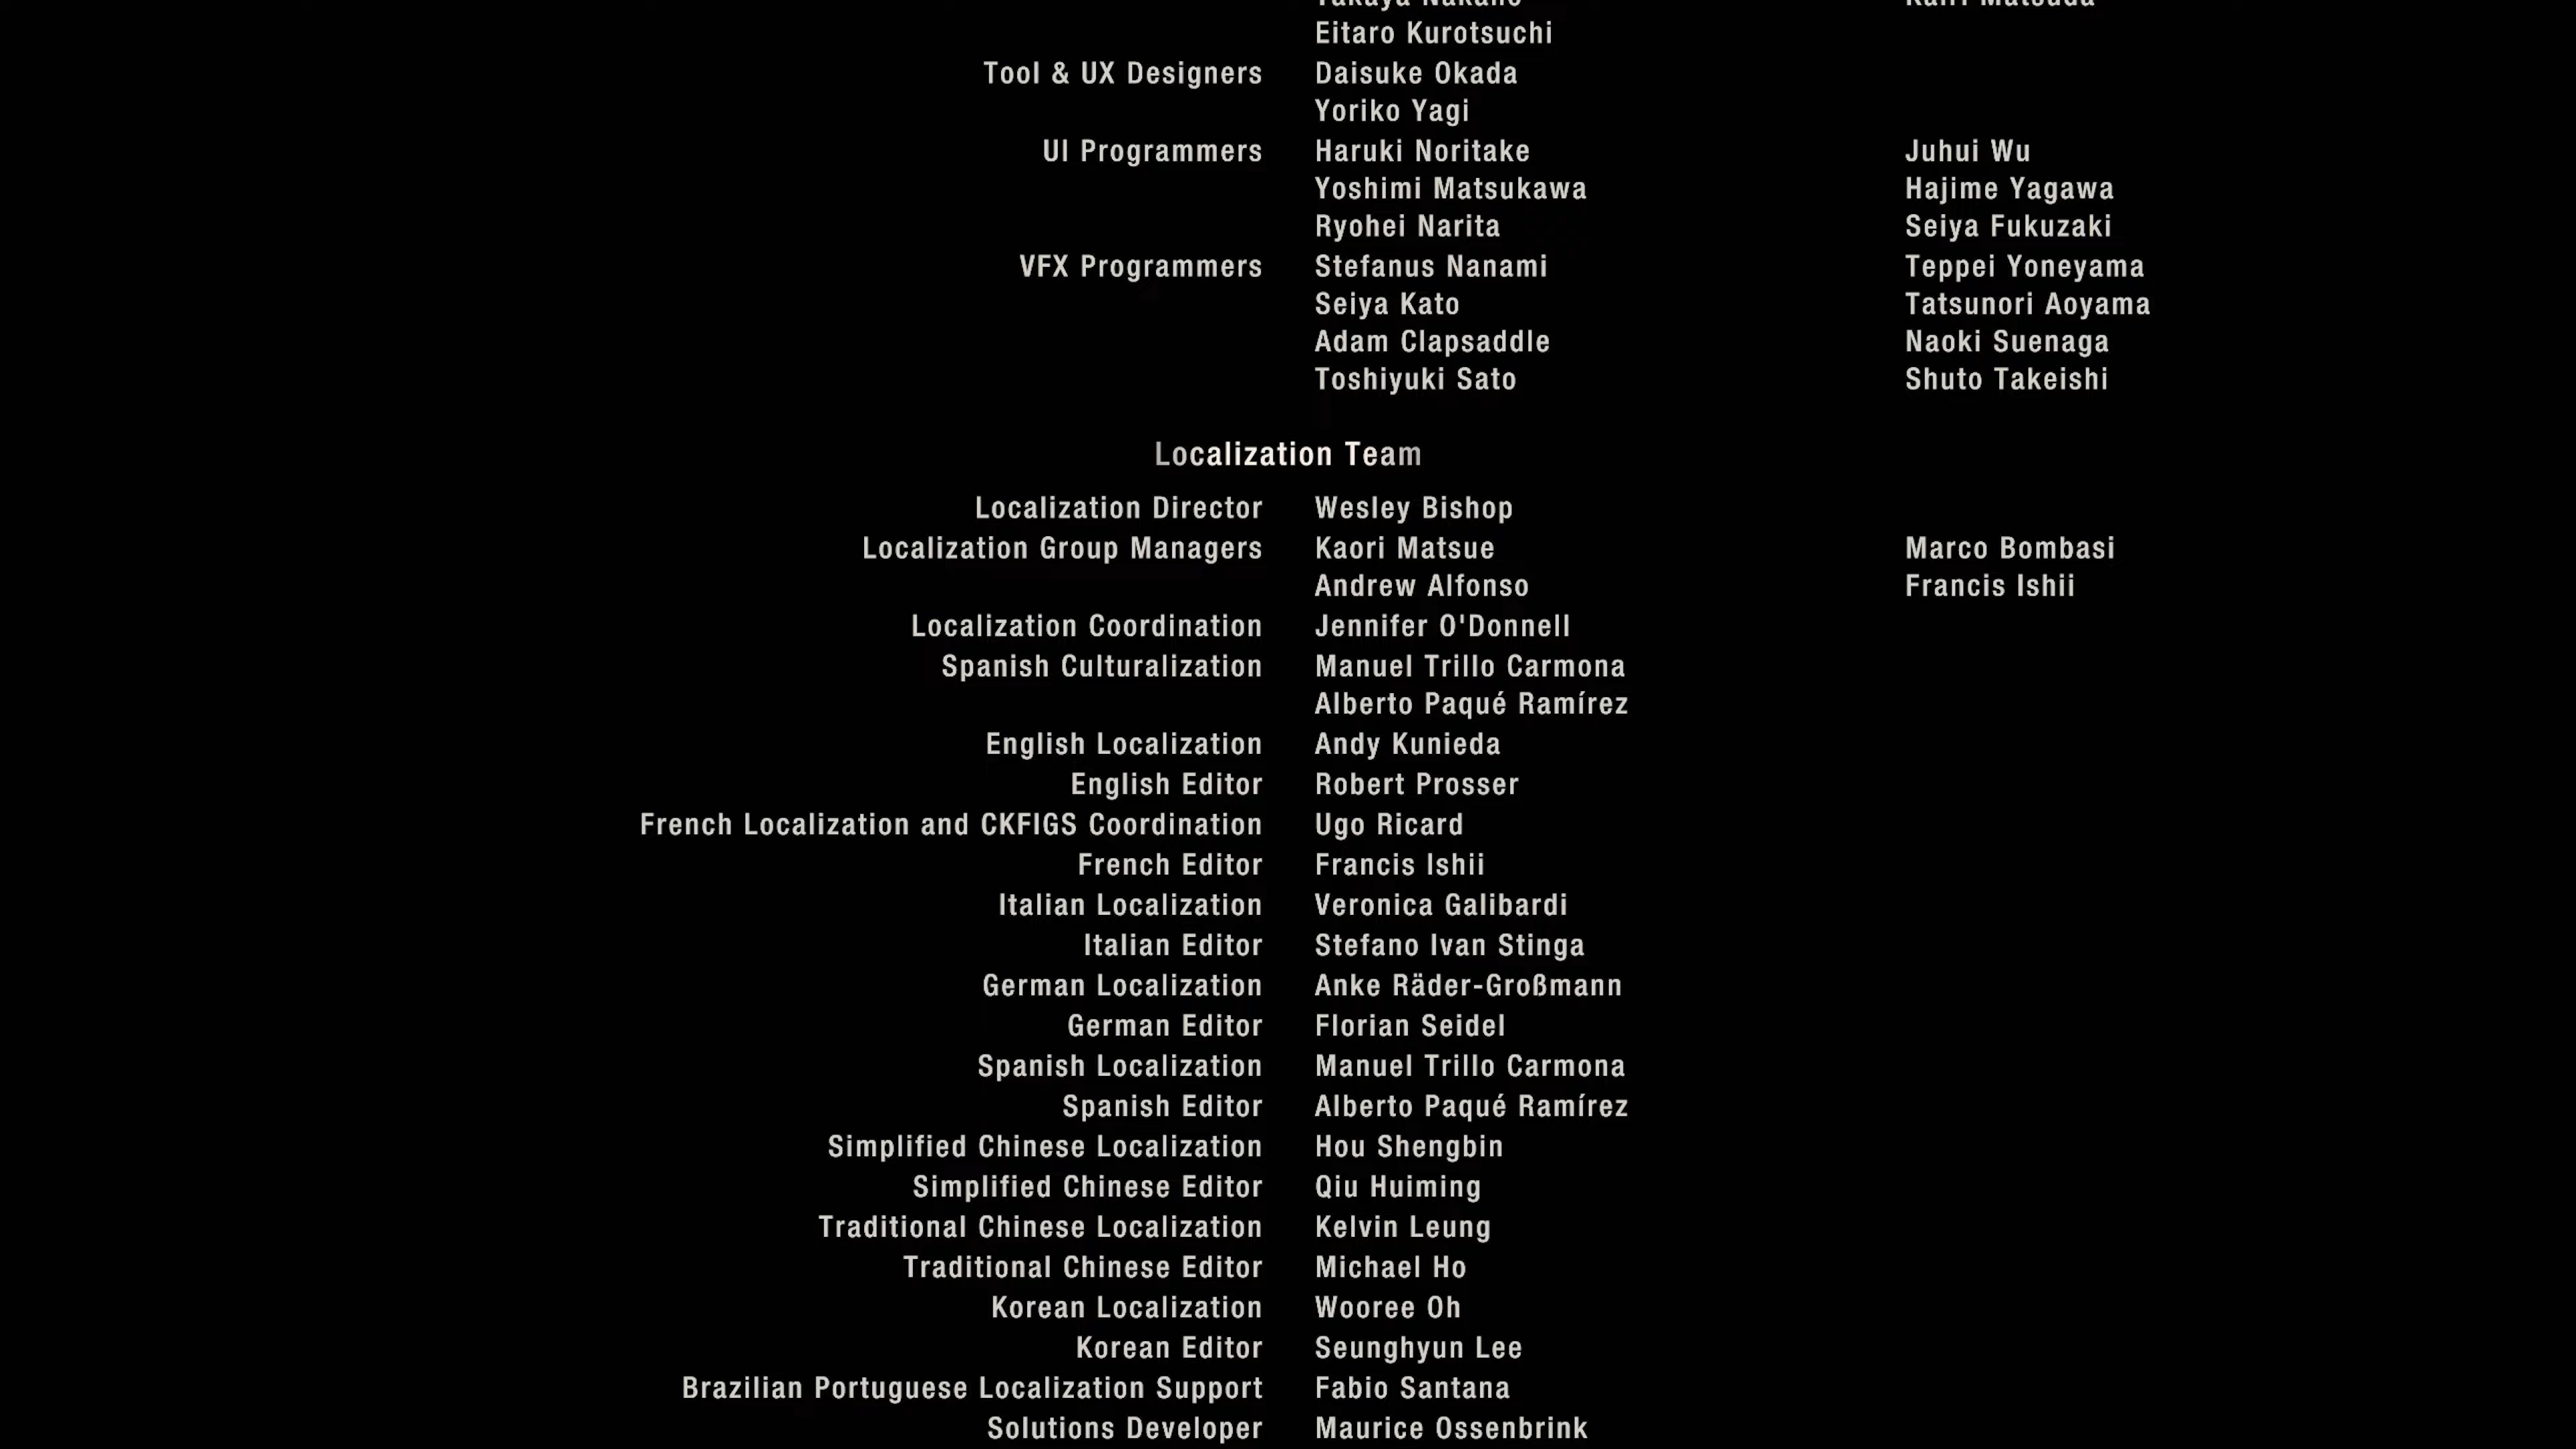 Eitaro Kurotsuchi
Tool & UX Designers Daisuke Okada
Yoriko Yagi
UI Programmers Haruki Noritake Juhui Wu
Yoshimi Matsukawa Hajime Yagawa
Ryohei Narita Seiya Fukuzaki
VFX Programmers Stefanus Nanami Teppei Yoneyama
Seiya Kato Tatsunori Aoyama
Adam Clapsaddle Naoki Suenaga
Toshiyuki Sato Shuto Takeishi
Localization Team
Localization Director Wesley Bishop
Localization Group Managers Kaori Matsue Marco Bombasi
Andrew Alfonso Francis Ishii
Localization Coordination Jennifer O'Donnell
Spanish Culturalization Manuel Trillo Carmona
Alberto Paqué Ramírez
English Localization Andy Kunieda
English Editor Robert Prosser
French Localization and CKFIGS Coordination Ugo Ricard
French Editor Francis Ishii
Italian Localization Veronica Galibardi
Italian Editor Stefano Ivan Stinga
German Localization Anke Räder-Großmann
German Editor Florian Seidel
Spanish Localization Manuel Trillo Carmona
Spanish Editor Alberto Paqué Ramírez
Simplified Chinese Localization Hou Shengbin
Simplified Chinese Editor Qiu Huiming
Traditional Chinese Localization Kelvin Leung
Traditional Chinese Editor Michael Ho
Korean Localization Wooree Oh
Korean Editor Seunghyun Lee
Brazilian Portuguese Localization Support Fabio Santana
Solutions Developer Maurice Ossenbrink